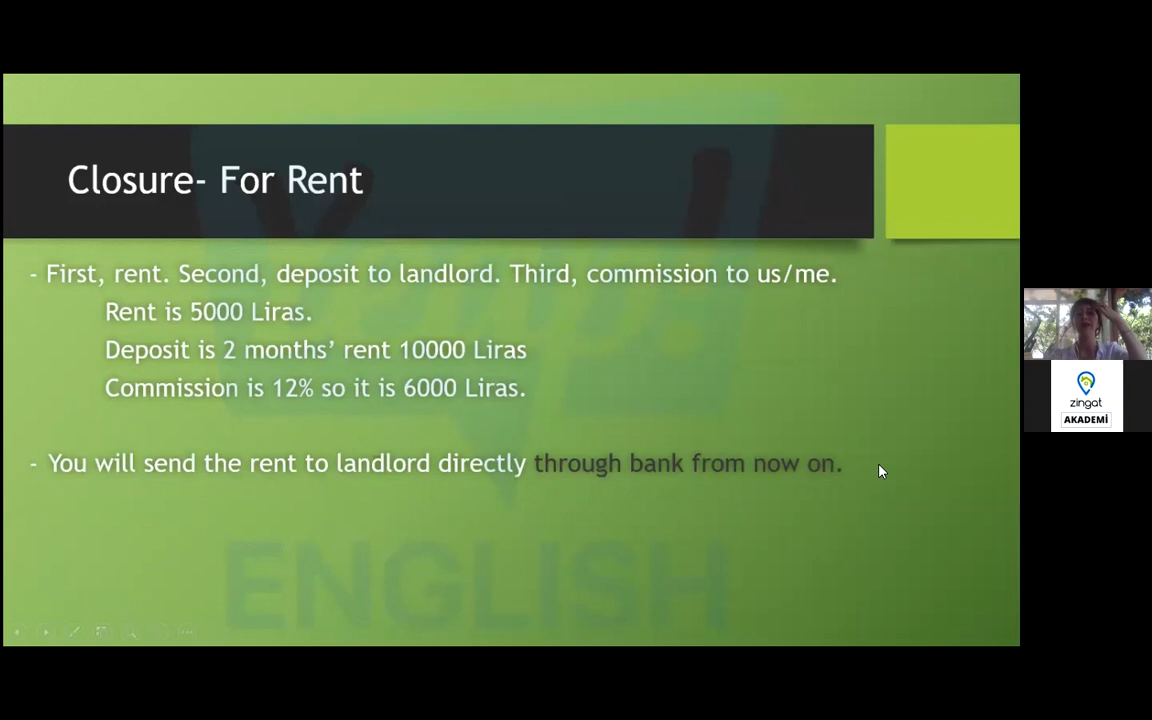 Closure- For Rent
- First, rent. Second, deposit to landlord. Third, commission to us/me.
Rent is 5000 Liras.
Deposit is 2 months’ rent 10000 Liras
Commission is 12% so it is 6000 Liras.
- You will send the rent to landlord directly through bank from now on.
ENGLISH
zingat
AKADEMİ